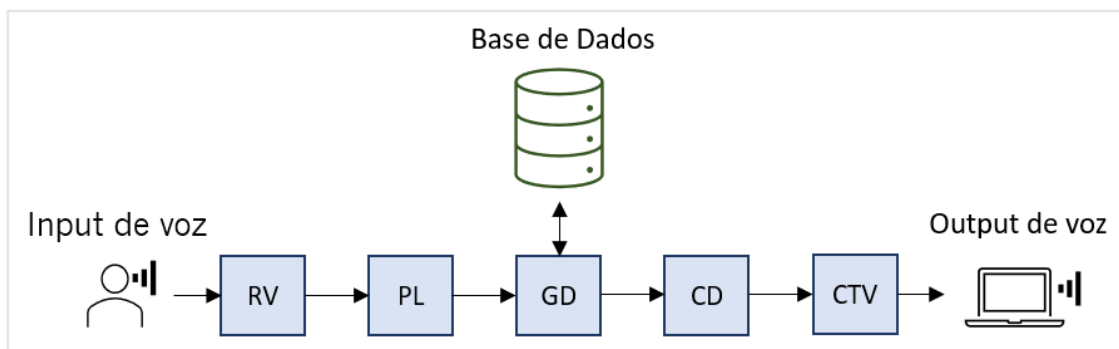 Base de Dados
Input de voz
Output de voz
RV
PL
GD
CD
CTV